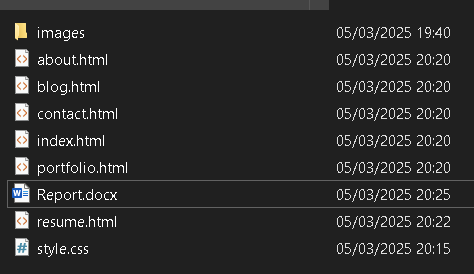 images 05/03/2025 19:40
about.html 05/03/2025 20:20
blog.html 05/03/2025 20:20
contact.html 05/03/2025 20:20
index.html 05/03/2025 20:20
portfolio.html 05/03/2025 20:20
Report.docx 05/03/2025 20:25
resume.html 05/03/2025 20:22
style.css 05/03/2025 20:15